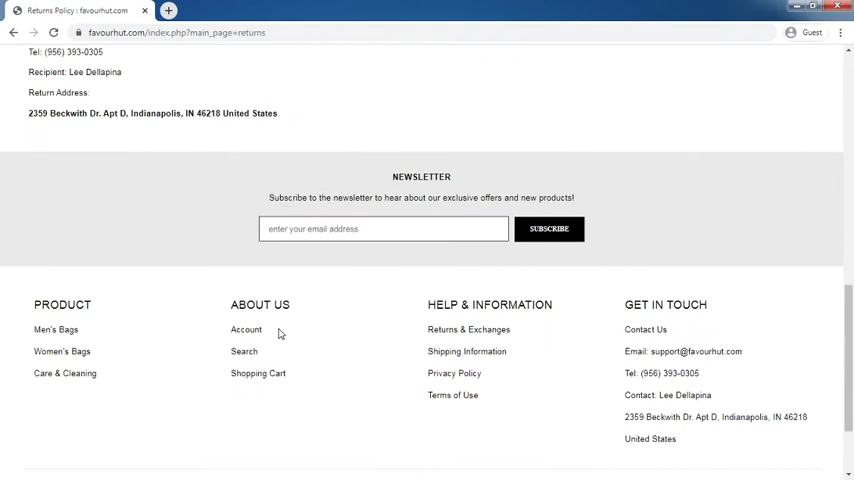 Returns Policy : favourhut.com
favourhut.com/index.php?main_page=returns
Guest
Tel: (956) 393-0305
Recipient: Lee Dellapina
Return Address:
2359 Beckwith Dr. Apt D, Indianapolis, IN 46218 United States
NEWSLETTER
Subscribe to the newsletter to hear about our exclusive offers and new products!
enter your email address
SUBSCRIBE
PRODUCT
Men's Bags
Women's Bags
Care & Cleaning
ABOUT US
Account
Search
Shopping Cart
HELP & INFORMATION
Returns & Exchanges
Shipping Information
Privacy Policy
Terms of Use
GET IN TOUCH
Contact Us
Email: support@favourhut.com
Tel: (956) 393-0305
Contact: Lee Dellapina
2359 Beckwith Dr. Apt D, Indianapolis, IN 46218
United States